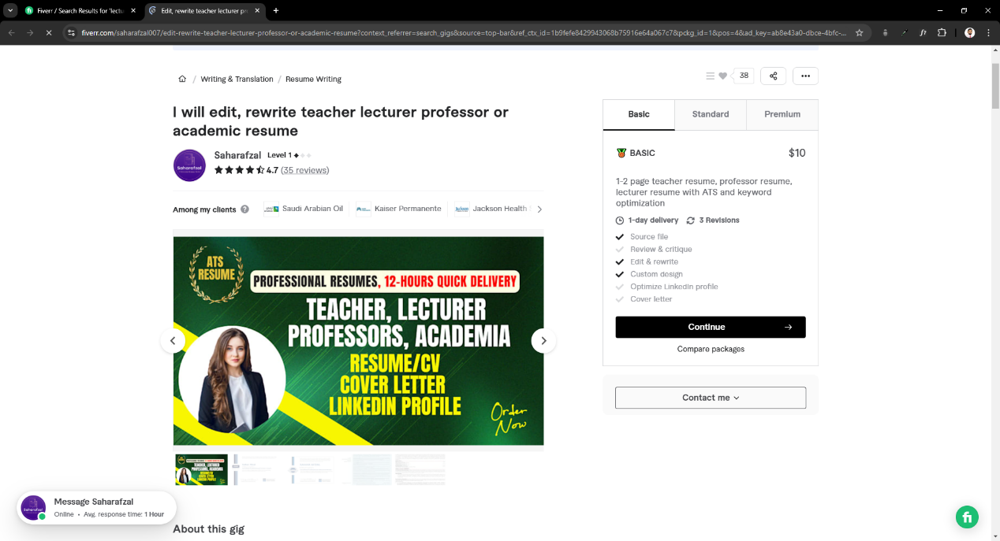 Fiverr / Search Results for 'lectu
Edit, rewrite teacher lecturer pr
fiverr.com/saharafzal007/edit-rewrite-teacher-lecturer-professor-or-academic-resume?context_referrer=search_gigs&source=top-bar&ref_ctx_id=1b9fefe8429943068b75916e64a067c7&pckg_id=1&pos=4&ad_key=ab8e43a0-dbce-4bfc-...
Writing & Translation / Resume Writing
38
I will edit, rewrite teacher lecturer professor or
academic resume
Saharafzal
Saharafzal Level 1
4.7 (35 reviews)
Among my clients ? Saudi Arabian Oil Kaiser Permanente Jackson Health
ATS
RESUME
PROFESSIONAL RESUMES, 12-HOURS QUICK DELIVERY
TEACHER, LECTURER
PROFESSORS, ACADEMIA
RESUME/CV
COVER LETTER
LINKEDIN PROFILE
Order
Now
Basic Standard Premium
BASIC $10
1-2 page teacher resume, professor resume,
lecturer resume with ATS and keyword
optimization
1-day delivery 3 Revisions
Source file
Review & critique
Edit & rewrite
Custom design
Optimize LinkedIn profile
Cover letter
Continue
Compare packages
Contact me
Message Saharafzal
Online • Avg. response time: 1 Hour
fi
About this gig